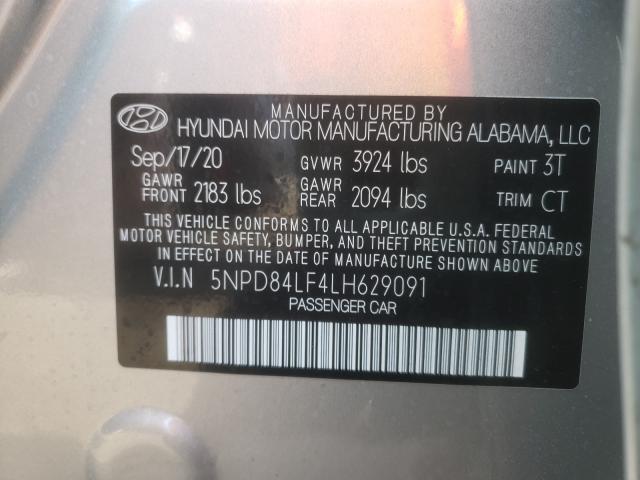 MANUFACTURED BY
HYUNDAI MOTOR MANUFACTURING ALABAMA, LLC
Sep/17/20 GVWR 3924 lbs PAINT 3T
GAWR FRONT 2183 lbs GAWR REAR 2094 lbs TRIM CT
THIS VEHICLE CONFORMS TO ALL APPLICABLE U.S.A. FEDERAL
MOTOR VEHICLE SAFETY, BUMPER, AND THEFT PREVENTION STANDARDS
IN EFFECT ON THE DATE OF MANUFACTURE SHOWN ABOVE.
V.I.N 5NPD84LF4LH629091
PASSENGER CAR